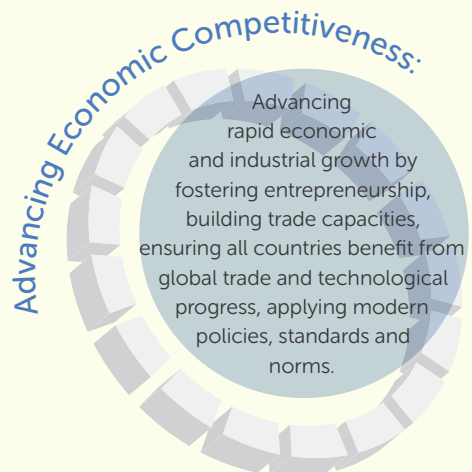 Advancing Economic Competitiveness:
Advancing
rapid economic
and industrial growth by
fostering entrepreneurship,
building trade capacities,
ensuring all countries benefit from
global trade and technological
progress, applying modern
policies, standards and
norms.